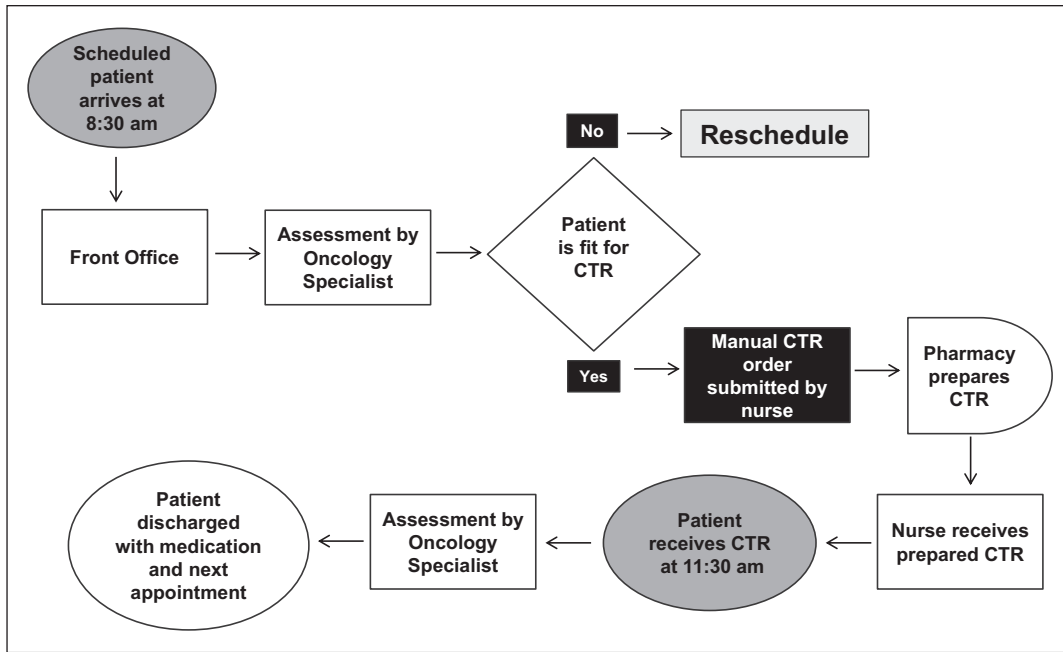 Scheduled
patient
arrives at
8:30 am
Front Office
Assessment by
Oncology
Specialist
Patient
is fit for
CTR
No
Reschedule
Yes
Manual CTR
order
submitted by
nurse
Pharmacy
prepares
CTR
Nurse receives
prepared CTR
Patient
receives CTR
at 11:30 am
Assessment by
Oncology
Specialist
Patient
discharged
with medication
and next
appointment